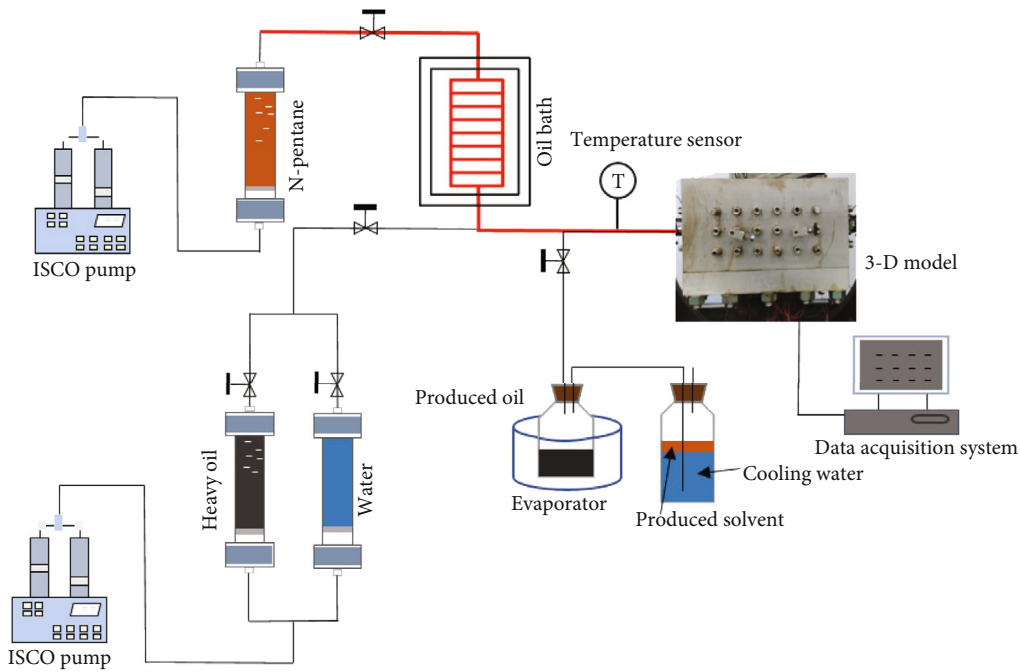 N-pentane
Oil bath
Temperature sensor
T
ISCO pump
3-D model
Heavy oil
Water
Produced oil
Evaporator
Cooling water
Produced solvent
Data acquisition system
ISCO pump